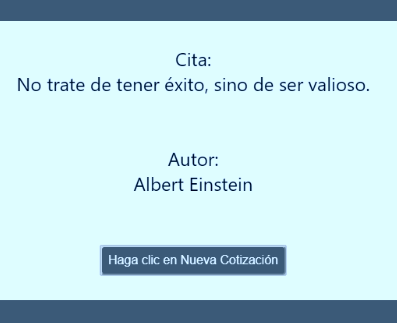 Cita:
No trate de tener éxito, sino de ser valioso.
Autor:
Albert Einstein
Haga clic en Nueva Cotización